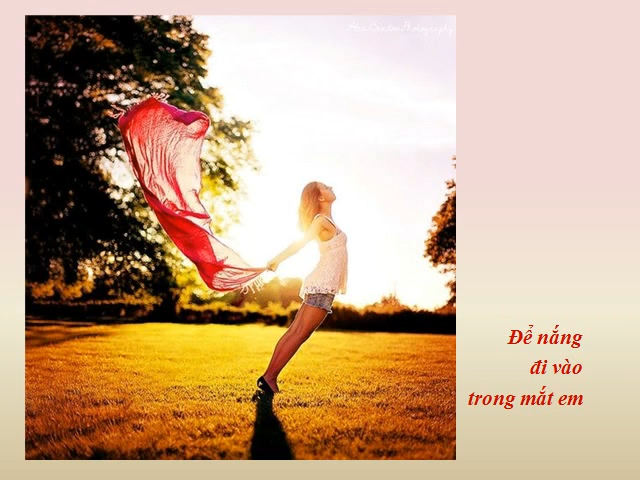 Để nắng
đi vào
trong mắt em